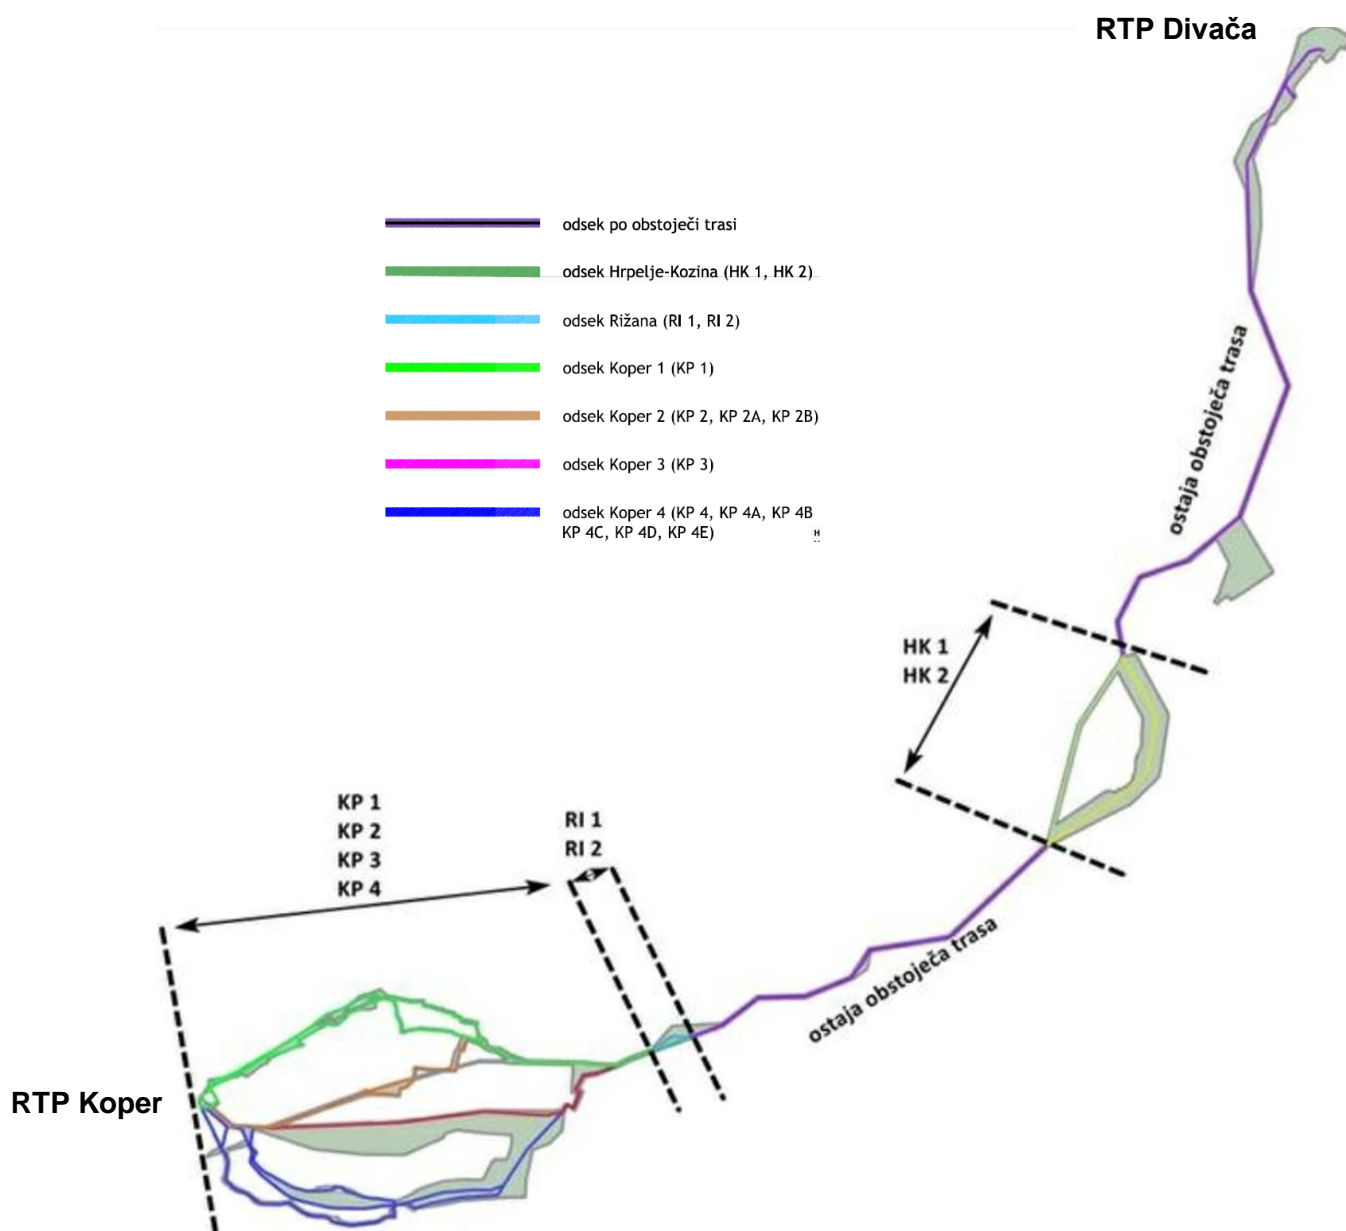 RTP Divača
odsek po obstoječi trasi
odsek Hrpelje-Kozina (HK 1, HK 2)
odsek Rižana (RI 1, RI 2)
odsek Koper 1 (KP 1)
odsek Koper 2 (KP 2, KP 2A, KP 2B)
odsek Koper 3 (KP 3)
odsek Koper 4 (KP 4, KP 4A, KP 4B
KP 4C, KP 4D, KP 4E)
ostaja obstoječa trasa
HK 1
HK 2
KP 1
KP 2
KP 3
KP 4
RI 1
RI 2
ostaja obstoječa trasa
RTP Koper